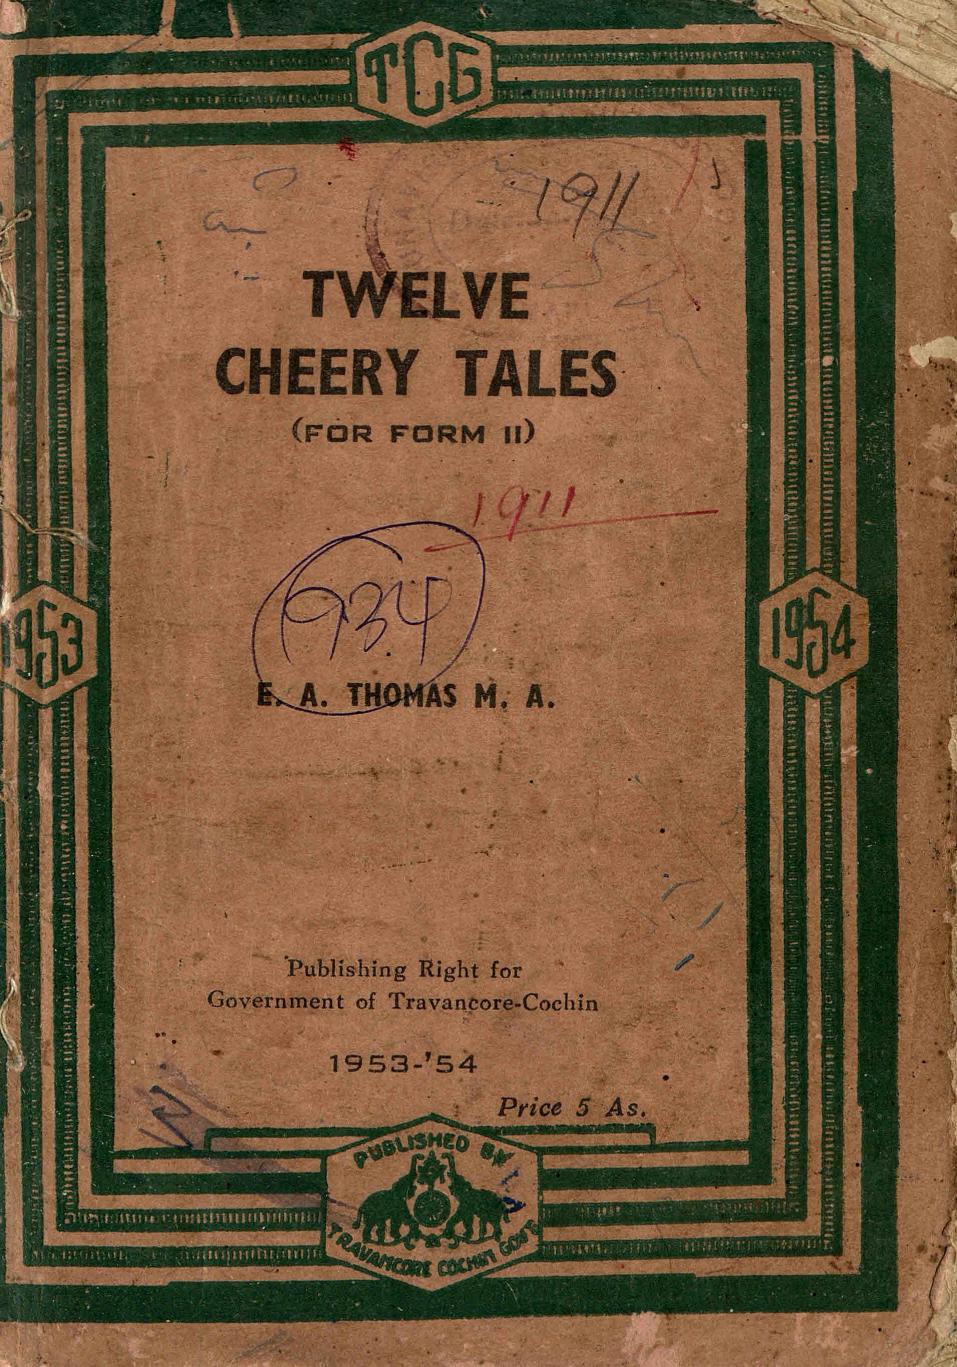 TCG
1911
TWELVE
CHEERY TALES
(FOR FORM II)
1911
1953
934
1954
E. A. THOMAS M. A.
Publishing Right for
Government of Travancore-Cochin
1953-'54
Price 5 As.
PUBLISHED BY
TRAVANCORE COCHIN GOVT